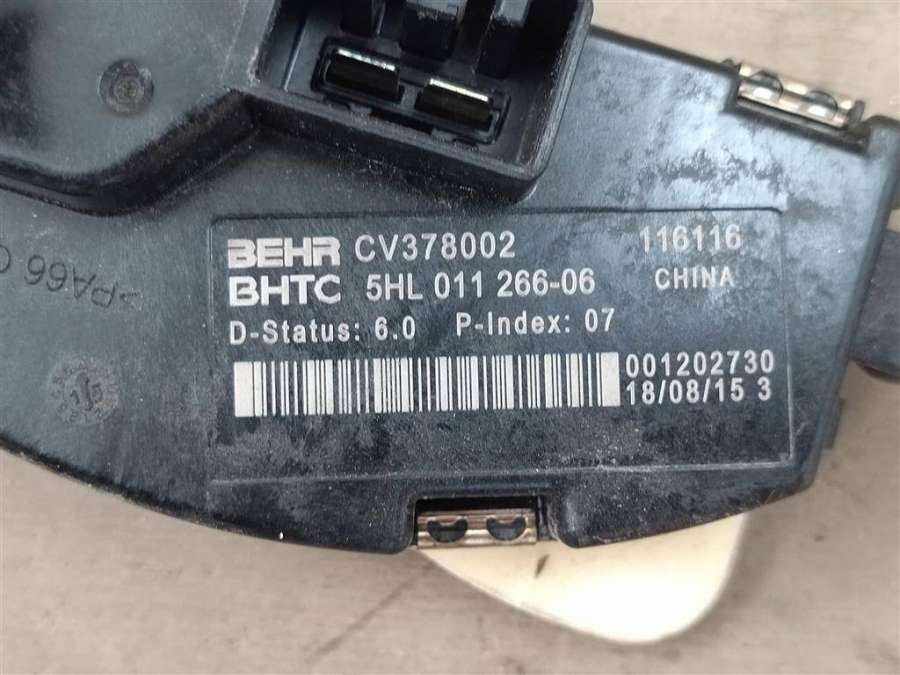 BEHR CV378002 116116
BHTC 5HL 011 266-06 CHINA
D-Status: 6.0 P-Index: 07
001202730
18/08/15 3
PA66